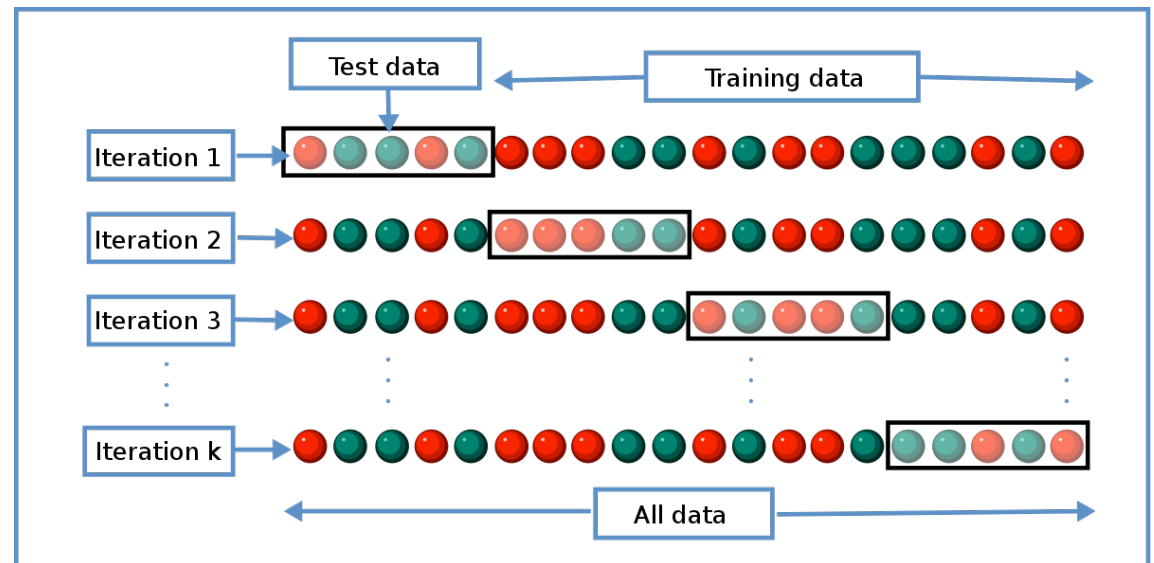 Test data
Training data
Iteration 1
Iteration 2
Iteration 3
Iteration k
All data